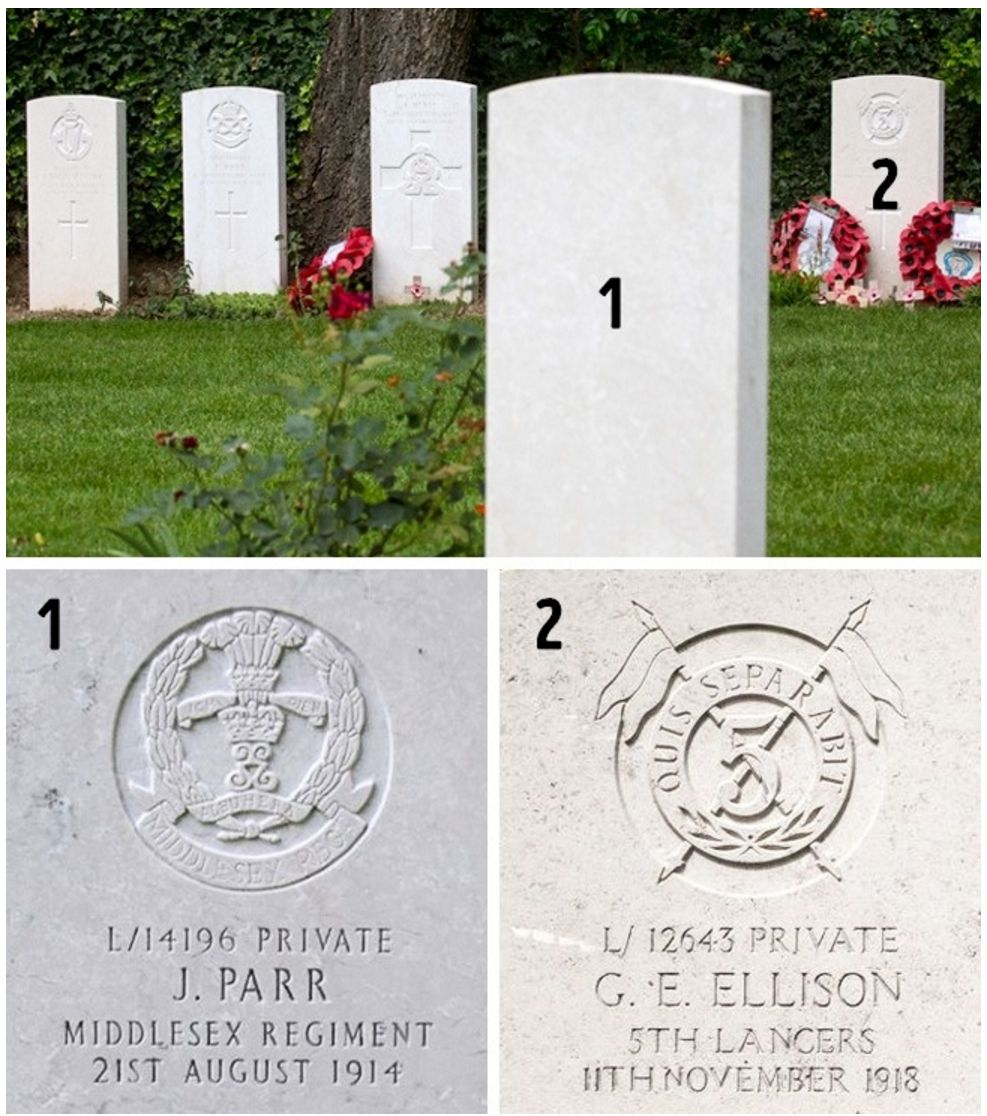 2
1
1
ALBUHERA
MIDDLESEX REGT
L/14196 PRIVATE
J. PARR
MIDDLESEX REGIMENT
21ST AUGUST 1914
2
QUIS SEPARABIT
5
L/ 12643 PRIVATE
G. E. ELLISON
5TH LANCERS
11TH NOVEMBER 1918